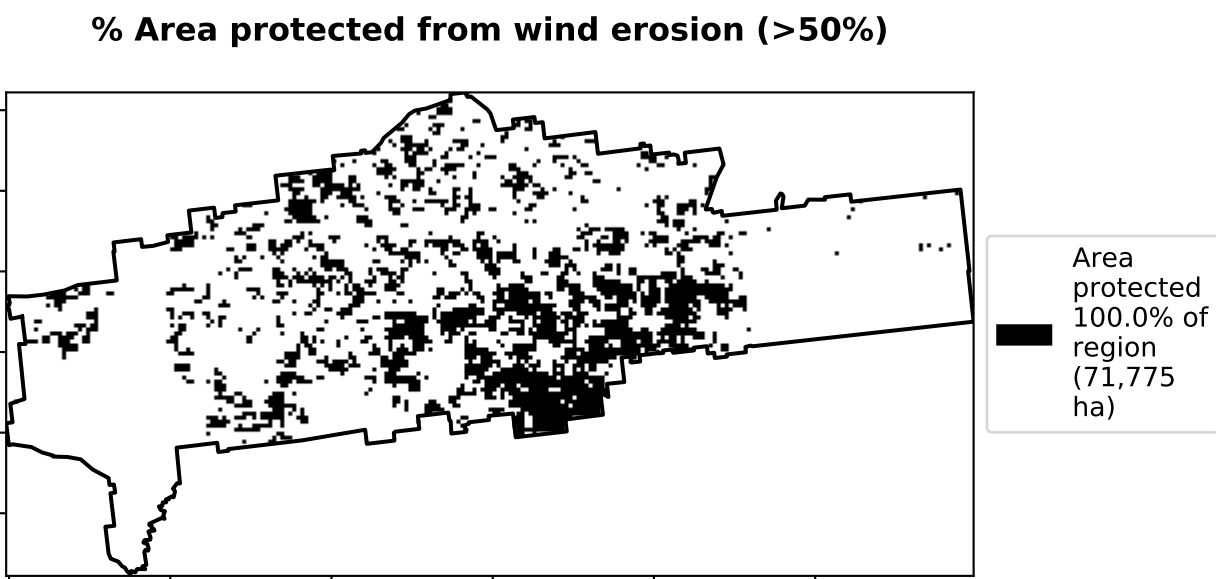 % Area protected from wind erosion (>50%)
Area
protected
100.0% of
region
(71,775
ha)